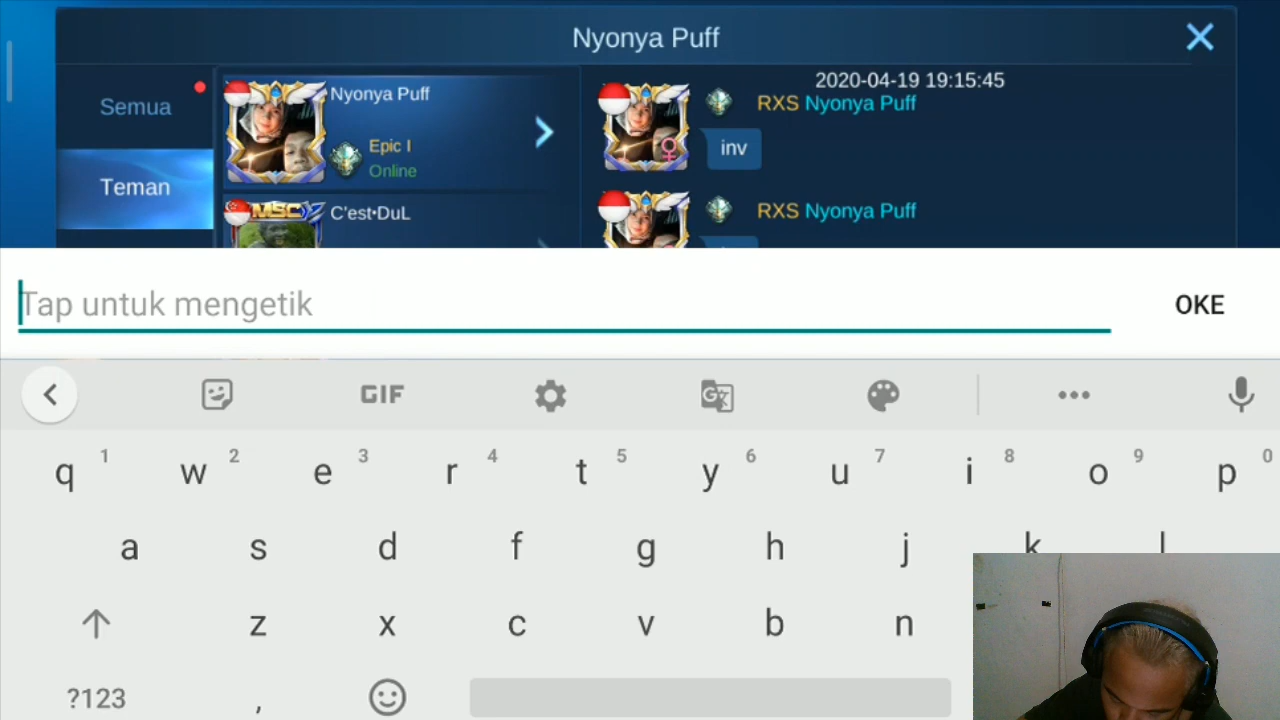 Nyonya Puff
Semua
Teman
Nyonya Puff
Epic I
Online
MSC
C'est•DuL
2020-04-19 19:15:45
RXS Nyonya Puff
inv
RXS Nyonya Puff
Tap untuk mengetik
OKE
GIF
q 1 w 2 e 3 r 4 t 5 y 6 u 7 i 8 o 9 p 0
a s d f g h j k l
z x c v b n
?123 ,